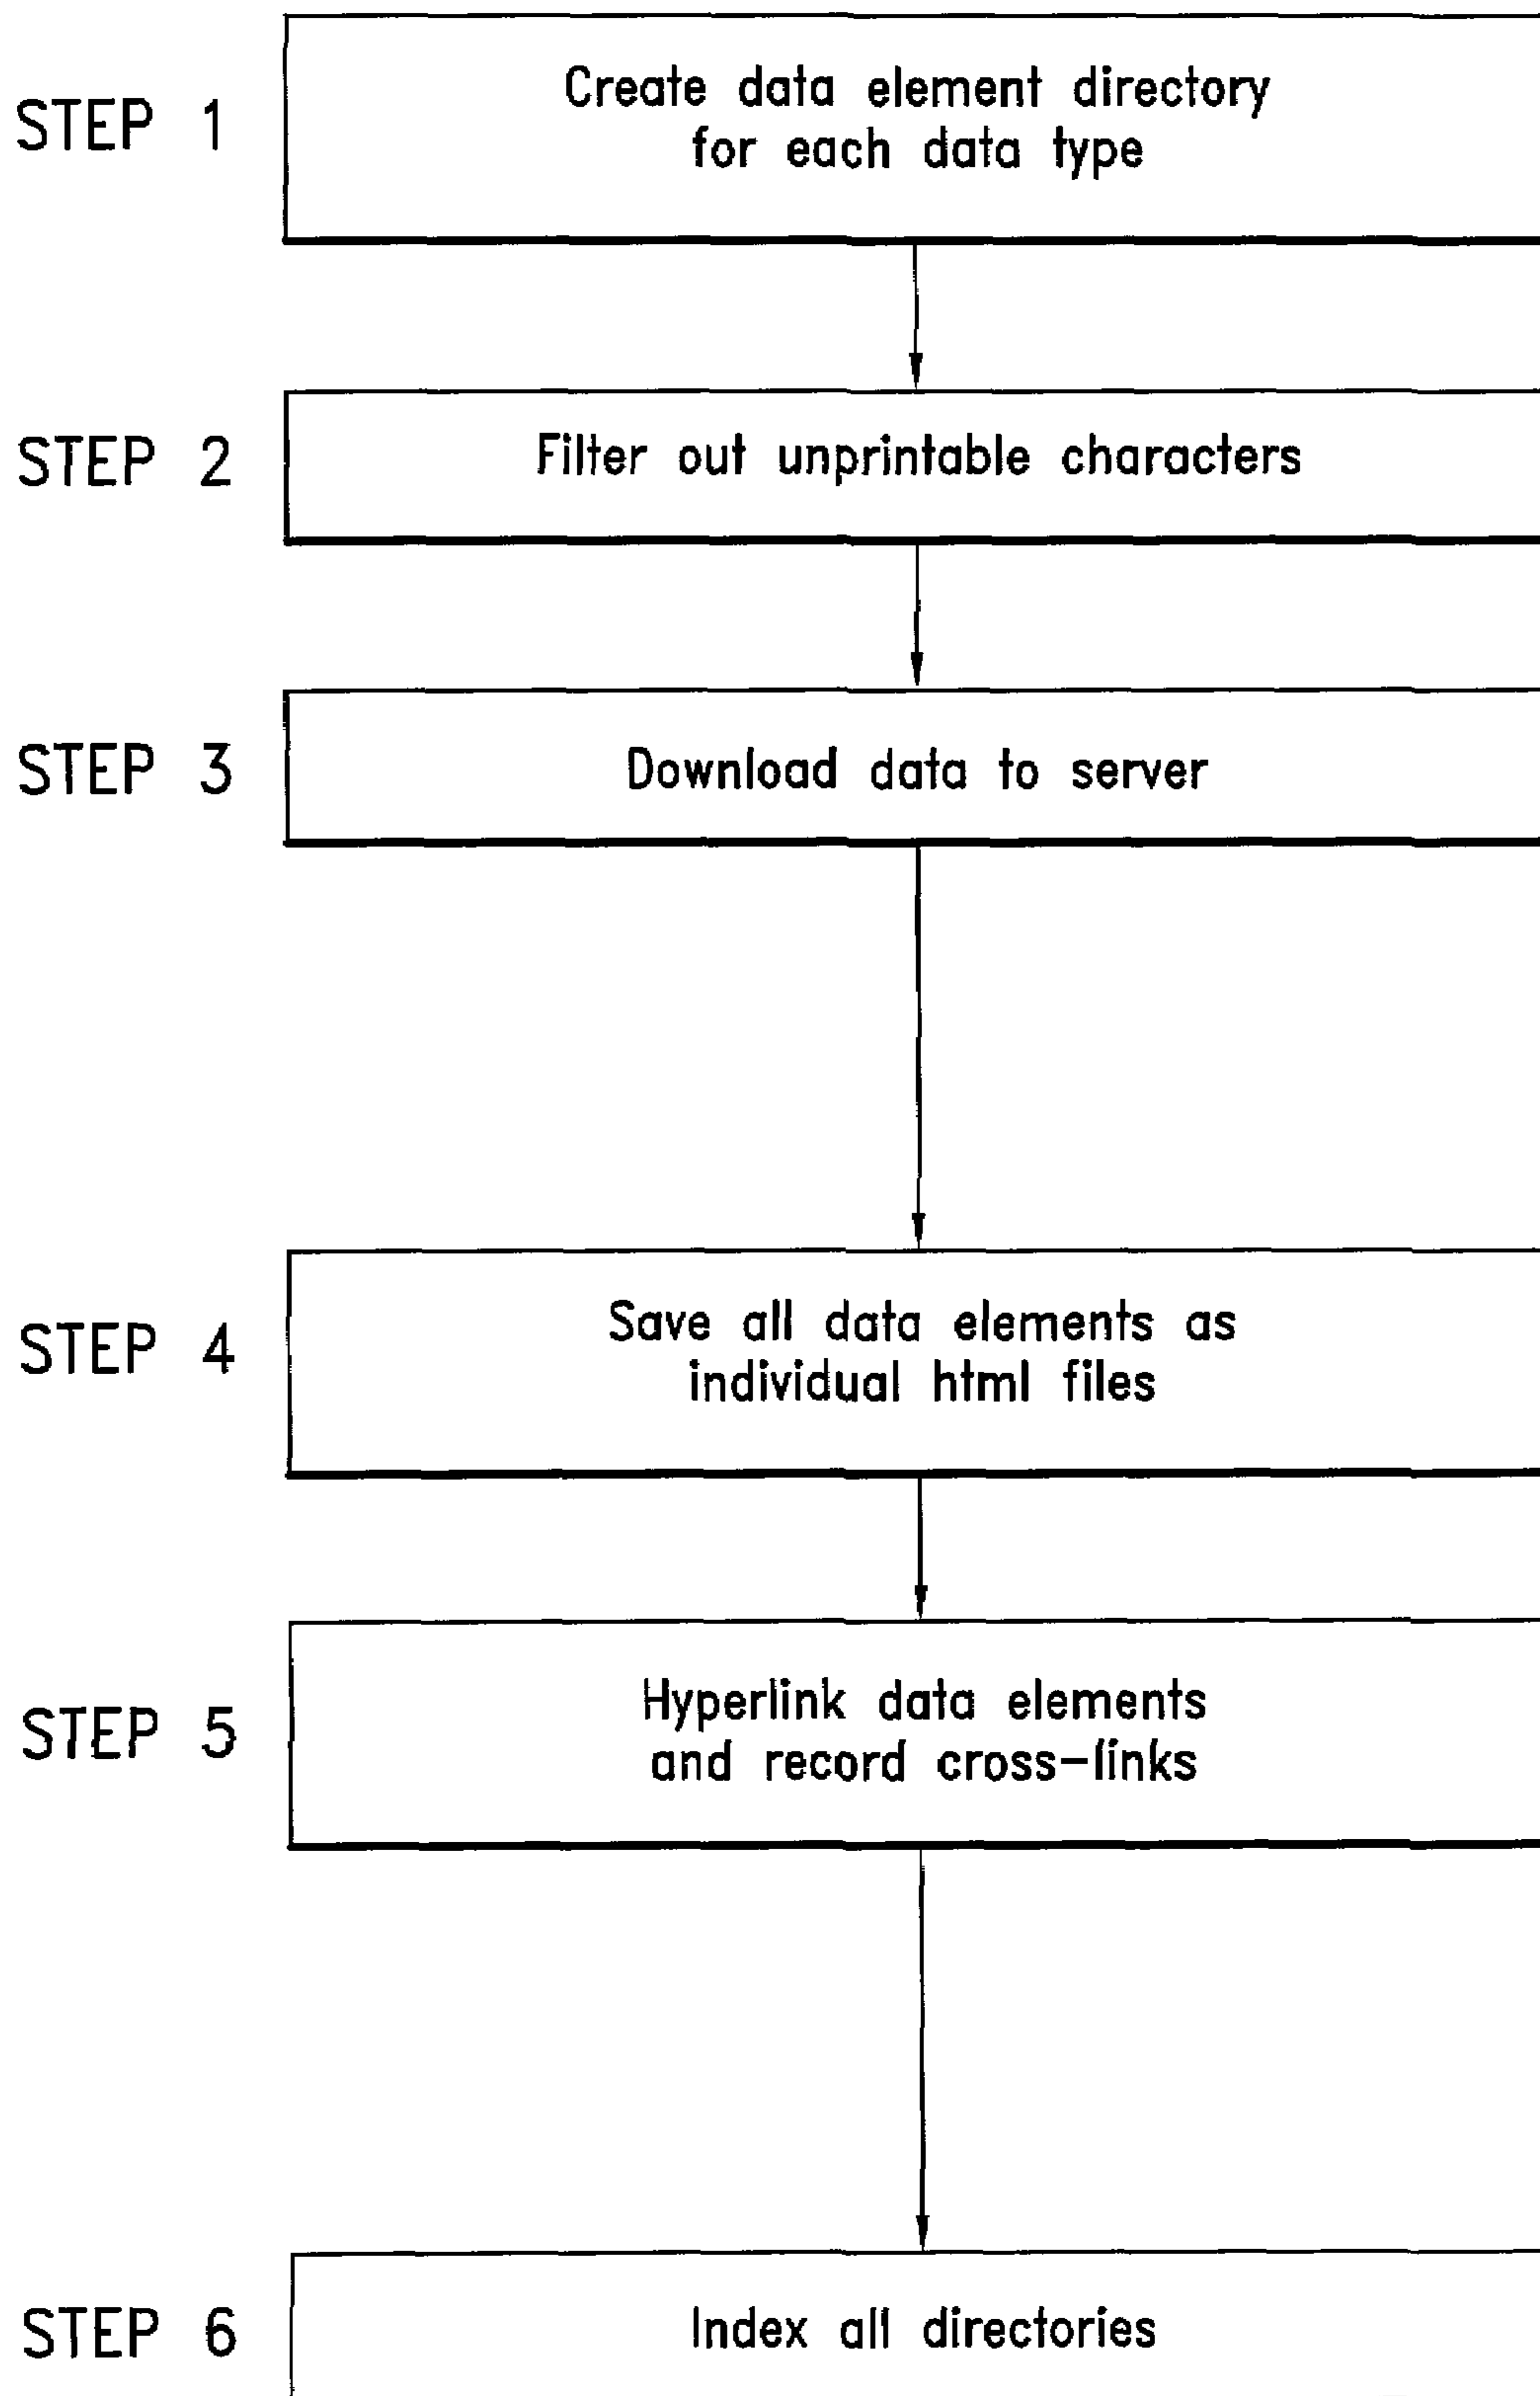 STEP 1
Create data element directory
for each data type
STEP 2
Filter out unprintable characters
STEP 3
Download data to server
STEP 4
Save all data elements as
individual html files
STEP 5
Hyperlink data elements
and record cross-links
STEP 6
Index all directories